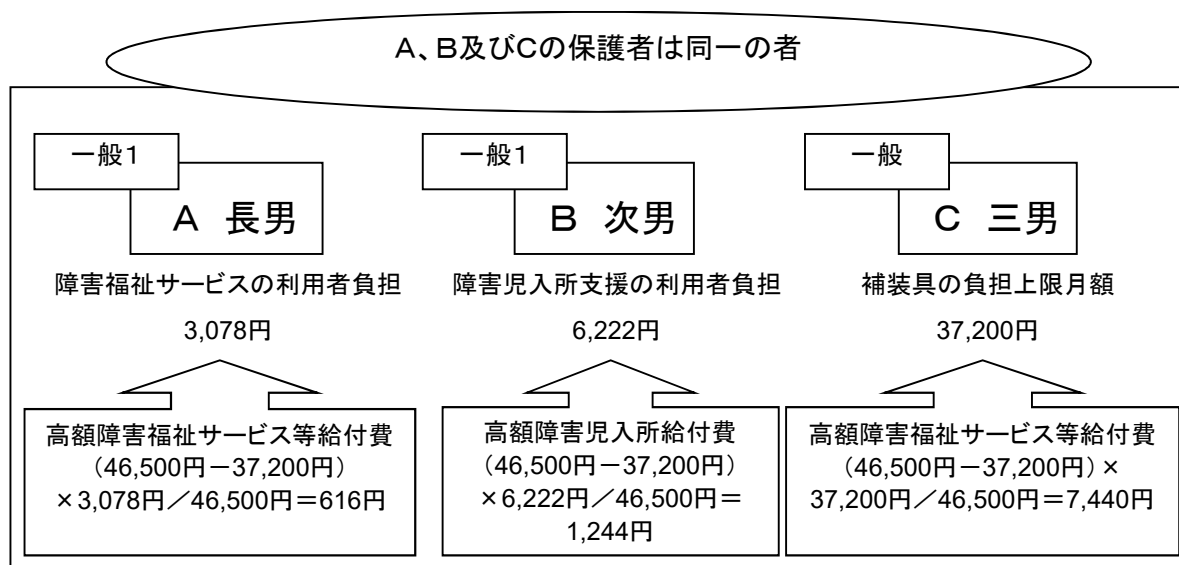 A、B及びCの保護者は同一の者
一般1
A 長男
障害福祉サービスの利用者負担
3,078円
高額障害福祉サービス等給付費
(46,500円-37,200円)
×3,078円/46,500円=616円
一般1
B 次男
障害児入所支援の利用者負担
6,222円
高額障害児入所給付費
(46,500円-37,200円)
×6,222円/46,500円=
1,244円
一般
C 三男
補装具の負担上限月額
37,200円
高額障害福祉サービス等給付費
(46,500円-37,200円)×
37,200円/46,500円=7,440円